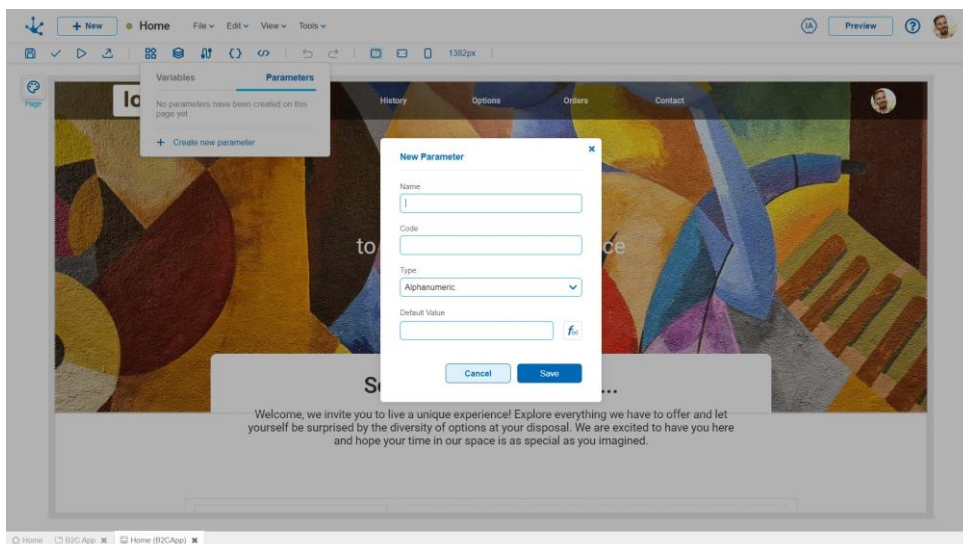 + New
Home
File
Edit
View
Tools
IA
Preview
?
1382px
Variables
Parameters
No parameters have been created on this
page yet
+ Create new parameter
Page
History
Options
Orders
Contact
New Parameter
Name
Code
Type
Alphanumeric
Default Value
f(x)
Cancel
Save
to
ce
...
Welcome, we invite you to live a unique experience! Explore everything we have to offer and let
yourself be surprised by the diversity of options at your disposal. We are excited to have you here
and hope your time in our space is as special as you imagined.
Home
B2C App
Home (B2CApp)